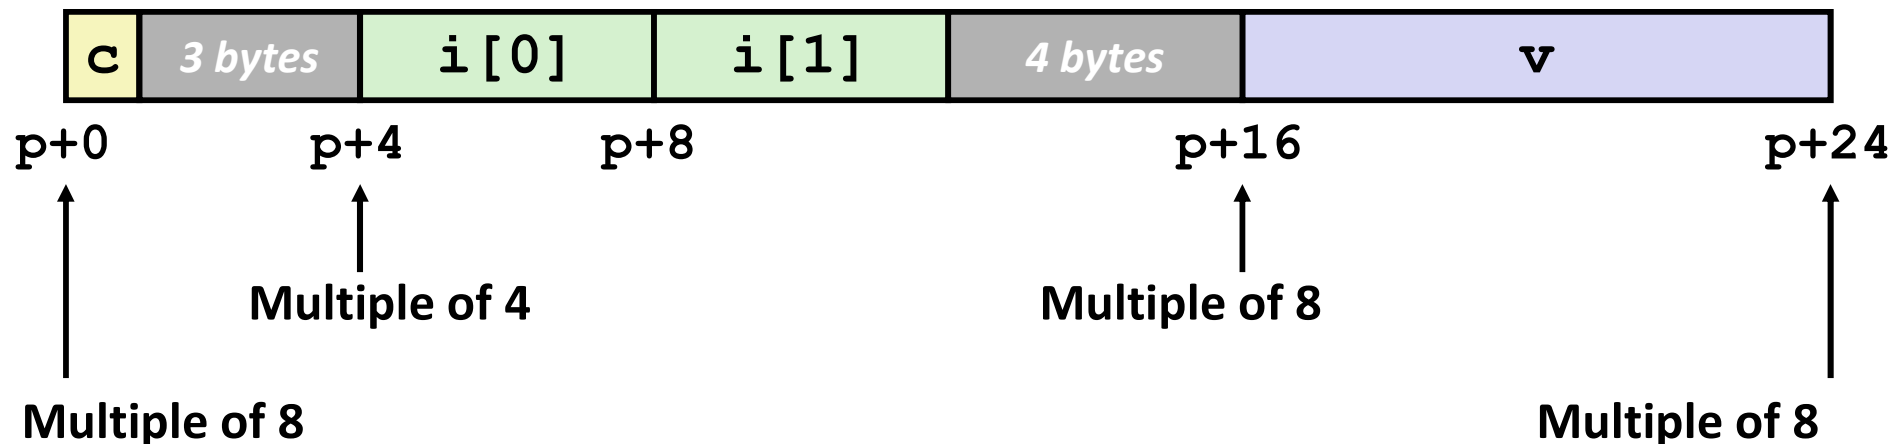 c 3 bytes i[0] i[1] 4 bytes v
p+0 p+4 p+8 p+16 p+24
Multiple of 4 Multiple of 8
Multiple of 8 Multiple of 8